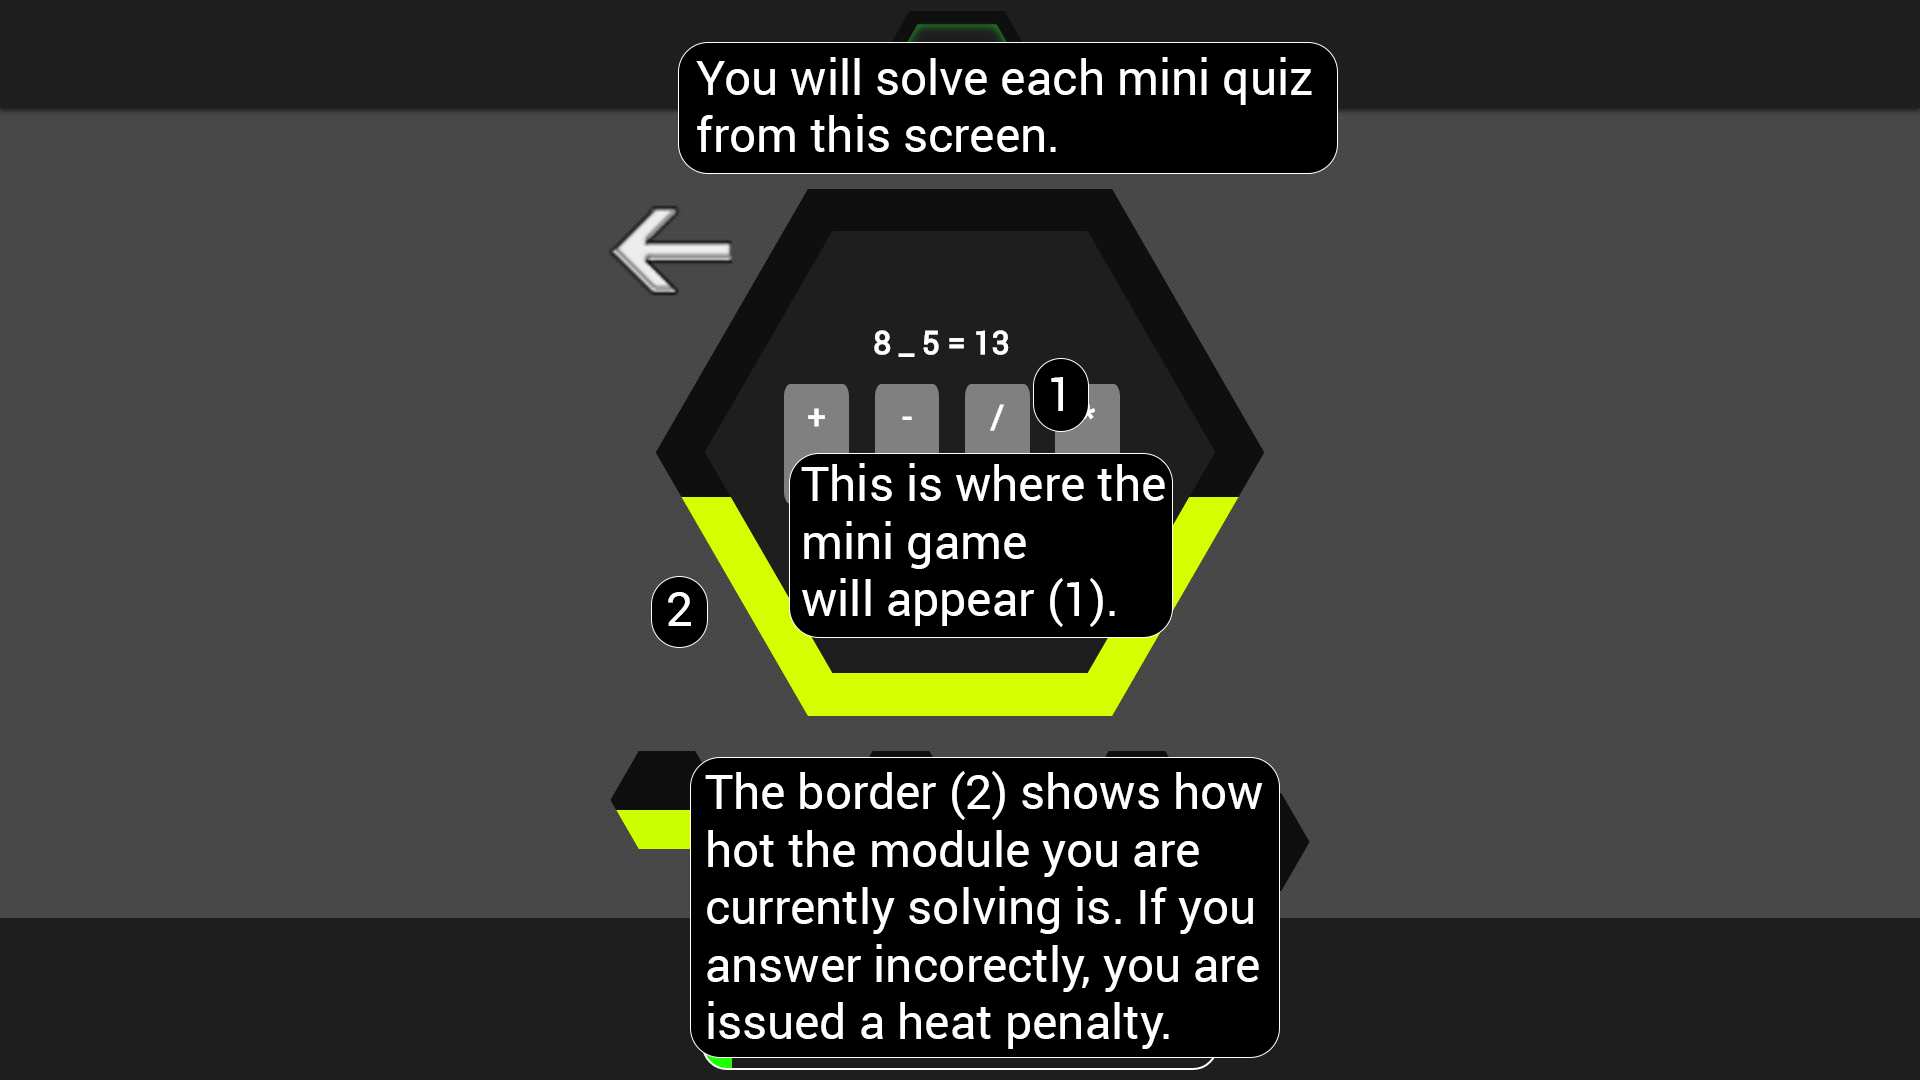 You will solve each mini quiz
from this screen.
8 _ 5 = 13
+ - / *
1
This is where the
mini game
will appear (1).
2
The border (2) shows how
hot the module you are
currently solving is. If you
answer incorectly, you are
issued a heat penalty.